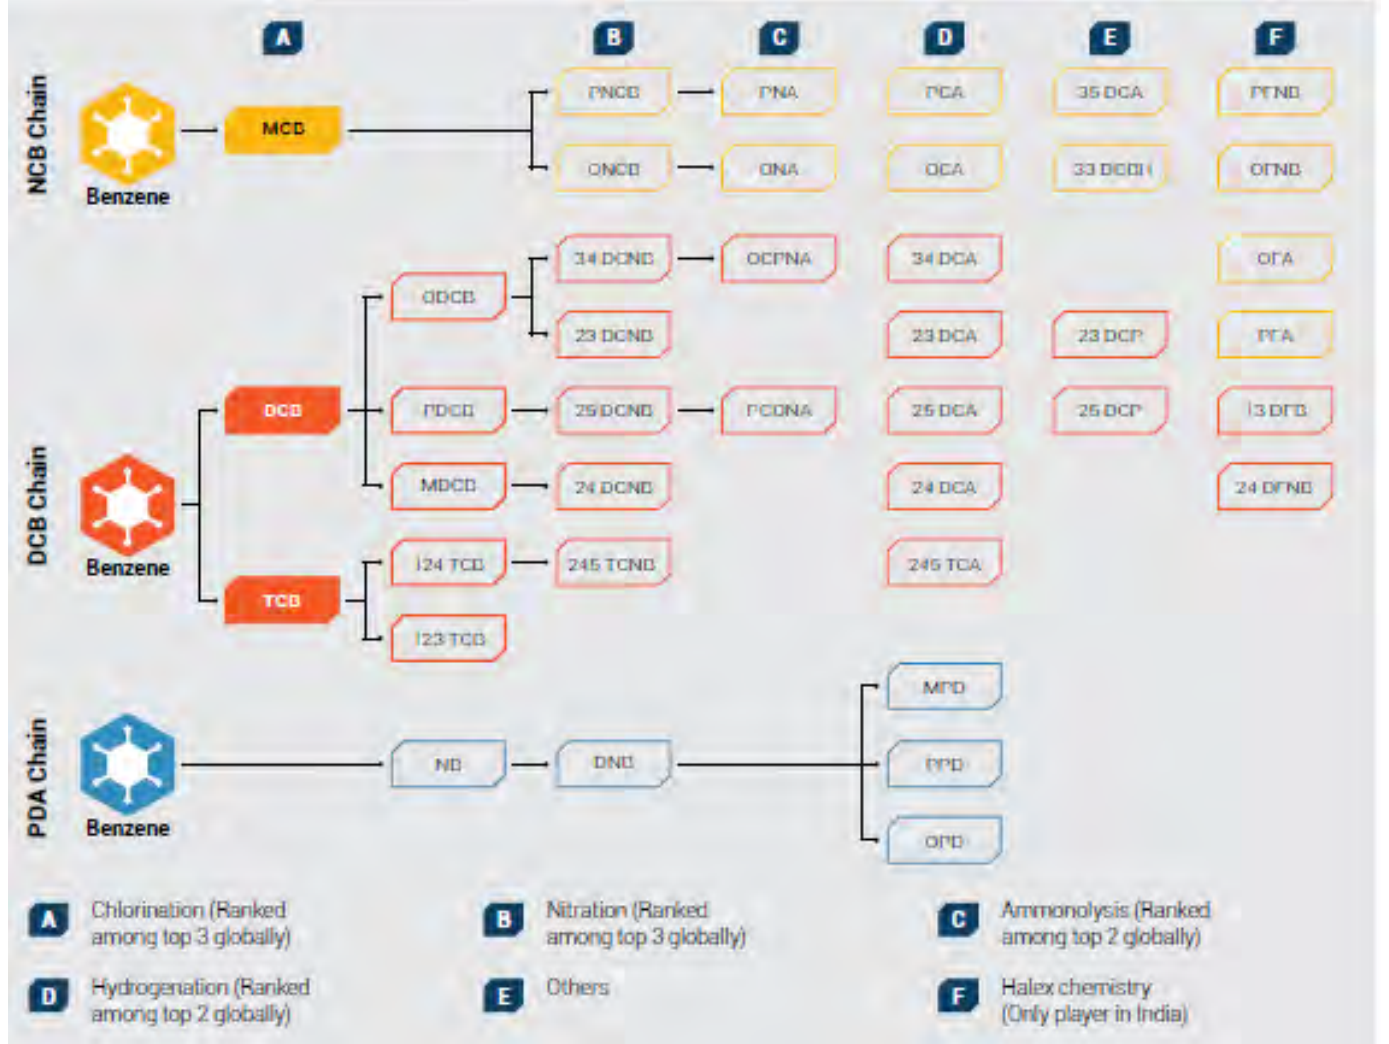 A B C D E F
NCB Chain
Benzene
MCB
PNCB
PNA
PCA
35 DCA
PFNB
ONCB
ONA
OCA
33 DCBH
OFNB
DCB Chain
Benzene
DCB
TCB
ODCB
PDCB
MDCB
124 TCB
123 TCB
34 DCNB
OCPNA
34 DCA
OFA
23 DCNB
23 DCA
23 DCP
PFA
25 DCNB
PCONA
25 DCA
25 DCP
13 DFB
24 DCNB
24 DCA
24 DFNB
245 TCNB
245 TCA
PDA Chain
Benzene
NB
DNB
MPD
PPD
OPD
A Chlorination (Ranked
among top 3 globally)
B Nitration (Ranked
among top 3 globally)
C Ammonolysis (Ranked
among top 2 globally)
D Hydrogenation (Ranked
among top 2 globally)
E Others
F Halex chemistry
(Only player in India)